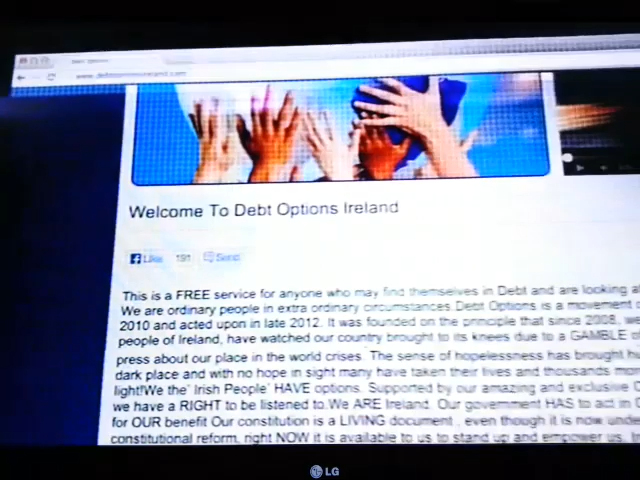 www.debtoptionsireland.com
Welcome To Debt Options Ireland
Like 191 Send
This is a FREE service for anyone who may find themselves in Debt and are looking
We are ordinary people in extra ordinary circumstances.Debt Options is a movement
2010 and acted upon in late 2012. It was founded on the principle that since 2008,
people of Ireland, have watched our country brought to its knees due to a GAMBLE
press about our place in the world crises. The sense of hopelessness has brought
dark place and with no hope in sight many have taken their lives and thousands
light!We the' Irish People' HAVE options. Supported by our amazing and exclusive
we have a RIGHT to be listened to.We ARE Ireland. Our government HAS to act in
for OUR benefit Our constitution is a LIVING document , even though it is now
constitutional reform, right NOW it is available to us to stand up and empower us.
LG